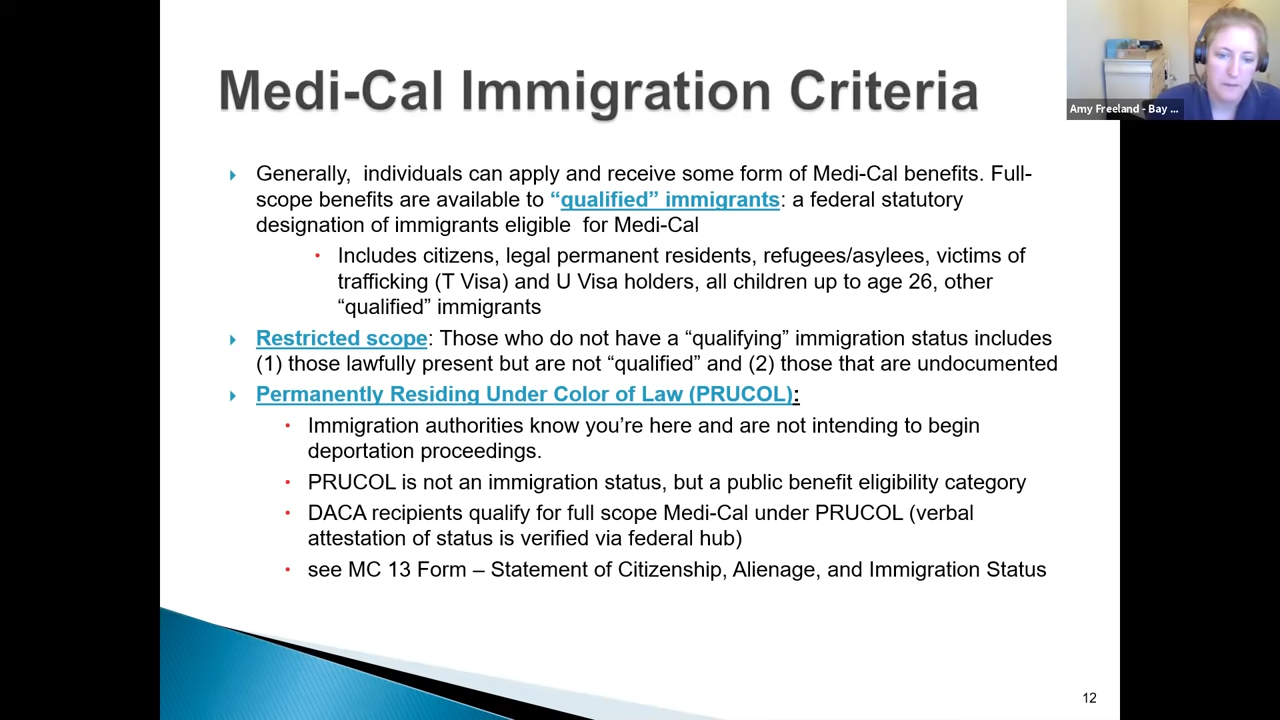 Medi-Cal Immigration Criteria
Amy Freeland - Bay ...
Generally,  individuals can apply and receive some form of Medi-Cal benefits. Full-
scope benefits are available to “qualified” immigrants: a federal statutory
designation of immigrants eligible  for Medi-Cal
Includes citizens, legal permanent residents, refugees/asylees, victims of
trafficking (T Visa) and U Visa holders, all children up to age 26, other
“qualified” immigrants
Restricted scope: Those who do not have a “qualifying” immigration status includes
(1) those lawfully present but are not “qualified” and (2) those that are undocumented
Permanently Residing Under Color of Law (PRUCOL):
Immigration authorities know you’re here and are not intending to begin
deportation proceedings.
PRUCOL is not an immigration status, but a public benefit eligibility category
DACA recipients qualify for full scope Medi-Cal under PRUCOL (verbal
attestation of status is verified via federal hub)
see MC 13 Form – Statement of Citizenship, Alienage, and Immigration Status
12